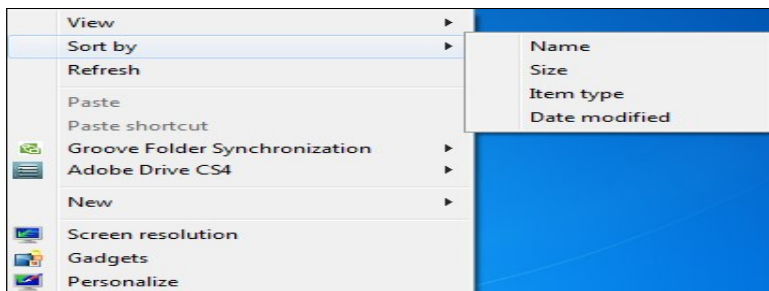 View
Sort by
Refresh
Paste
Paste shortcut
Groove Folder Synchronization
Adobe Drive CS4
New
Screen resolution
Gadgets
Personalize
Name
Size
Item type
Date modified